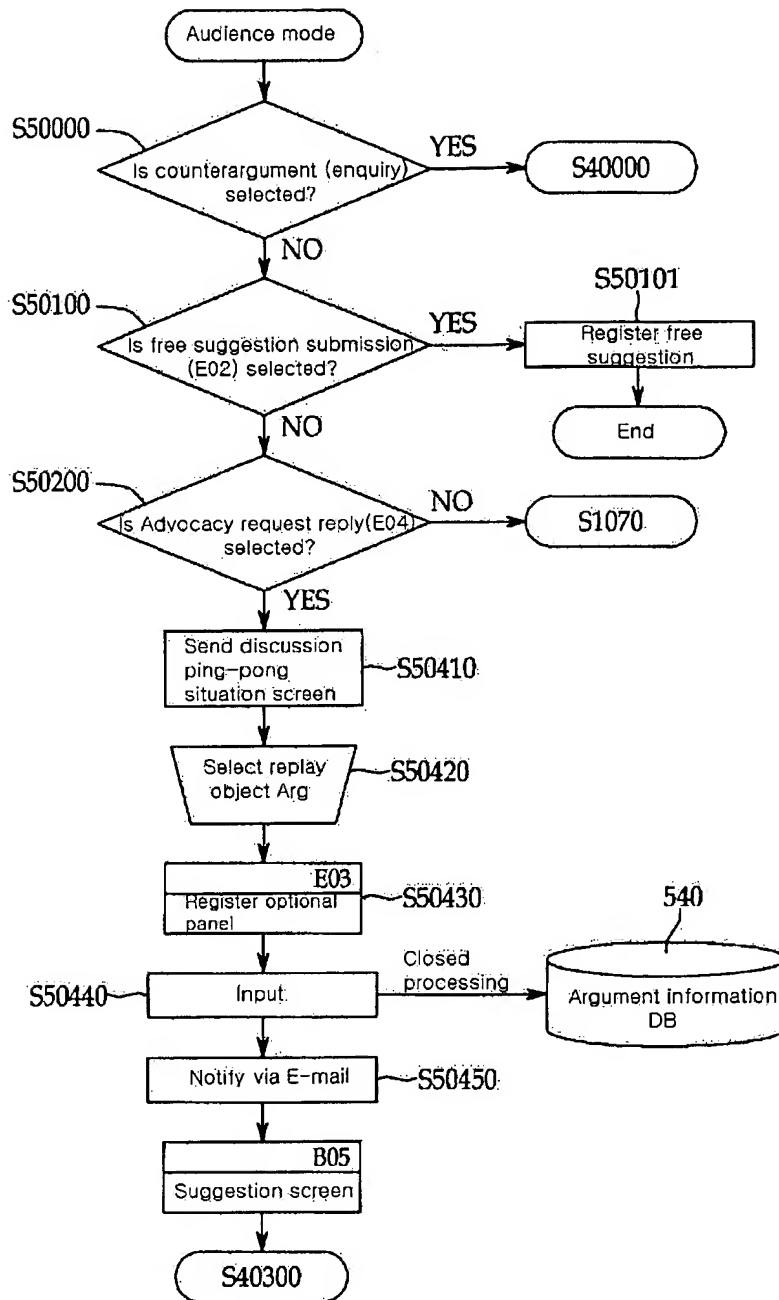 Audience mode
S50000
Is counterargument (enquiry)
selected?
YES
S40000
NO
S50100
Is free suggestion submission
(E02) selected?
YES
S50101
Register free
suggestion
End
NO
S50200
Is Advocacy request reply(E04)
selected?
NO
S1070
YES
Send discussion
ping-pong
situation screen
S50410
Select replay
object Arg
S50420
E03
Register optional
panel
S50430
S50440
Input
Closed
processing
540
Argument information
DB
Notify via E-mail
S50450
B05
Suggestion screen
S40300